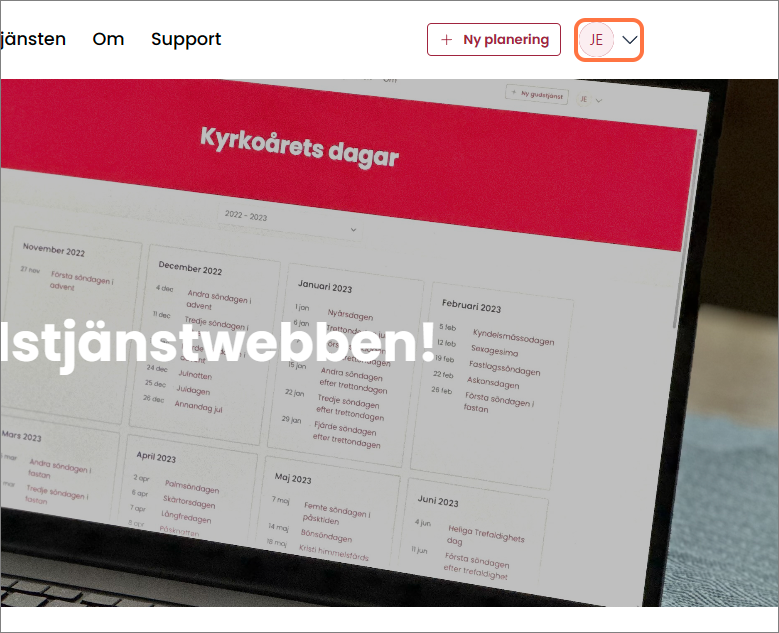 jänsten Om Support + Ny planering JE
Om
+ Ny gudstjänst JE
Kyrkoårets dagar
2022 - 2023
November 2022
27 nov Första söndagen i
advent
December 2022
4 dec Andra söndagen i
advent
11 dec Tredje söndagen i
advent
24 dec Julnatten
25 dec Juldagen
26 dec Annandag jul
Januari 2023
1 jan Nyårsdagen
6 jan Trettondedag jul
15 jan Andra söndagen
efter trettondagen
22 jan Tredje söndagen
efter trettondagen
29 jan Fjärde söndagen
efter trettondagen
Februari 2023
5 feb Kyndelsmässodagen
12 feb Sexagesima
19 feb Fastlagssöndagen
22 feb Askonsdagen
26 feb Första söndagen i
fastan
lstjänstwebben!
Mars 2023
mar Andra söndagen i
fastan
mar Tredje söndagen i
fastan
April 2023
2 apr Palmsöndagen
6 apr Skärtorsdagen
7 apr Långfredagen
8 apr Påsknatten
Maj 2023
7 maj Femte söndagen i
påsktiden
14 maj Bönsöndagen
18 maj Kristi himmelsfärds
Juni 2023
4 jun Heliga Trefaldighets
dag
11 jun Första söndagen
efter trefaldighet